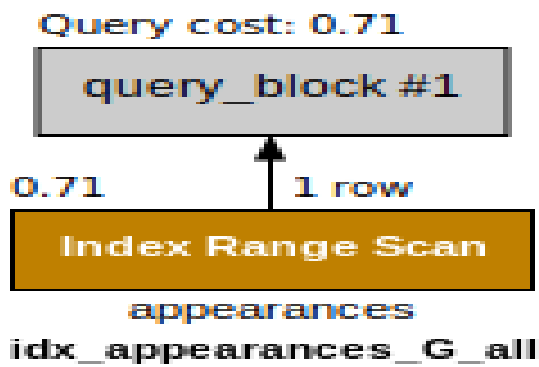 Query cost: 0.71
query_block #1
0.71 1 row
Index Range Scan
appearances
idx_appearances_G_all